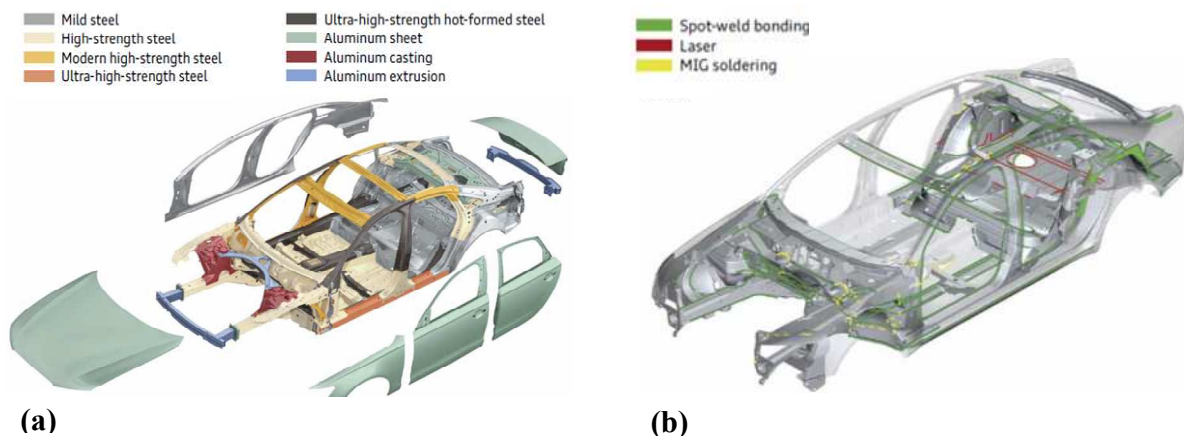 Mild steel
High-strength steel
Modern high-strength steel
Ultra-high-strength steel
Ultra-high-strength hot-formed steel
Aluminum sheet
Aluminum casting
Aluminum extrusion
Spot-weld bonding
Laser
MIG soldering
(a)
(b)